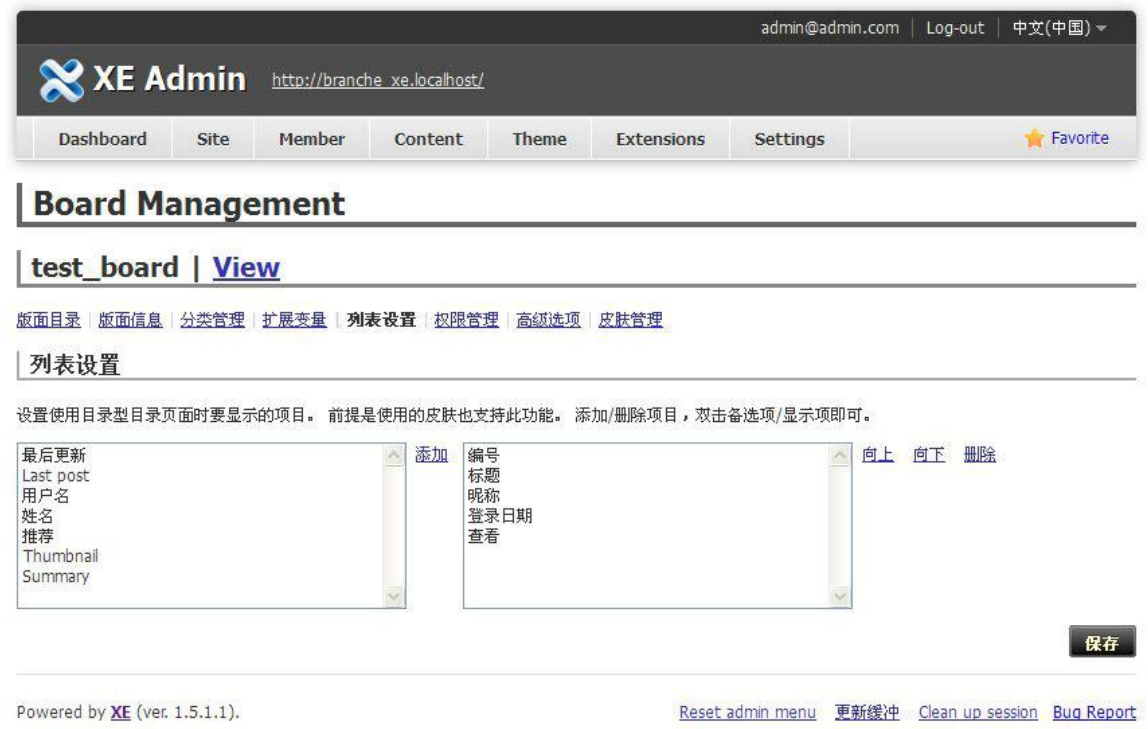 admin@admin.com | Log-out | 中文(中国)
XE Admin http://branche_xe.localhost/
Dashboard Site Member Content Theme Extensions Settings Favorite
Board Management
test_board | View
版面目录 | 版面信息 | 分类管理 | 扩展变量 | 列表设置 | 权限管理 | 高级选项 | 皮肤管理
列表设置
设置使用目录型目录页面时要显示的项目。 前提是使用的皮肤也支持此功能。 添加/删除项目，双击备选项/显示项即可。
最后更新
Last post
用户名
姓名
推荐
Thumbnail
Summary
添加
编号
标题
昵称
登录日期
查看
向上 向下 删除
保存
Powered by XE (ver. 1.5.1.1).
Reset admin menu 更新缓冲 Clean up session Bug Report